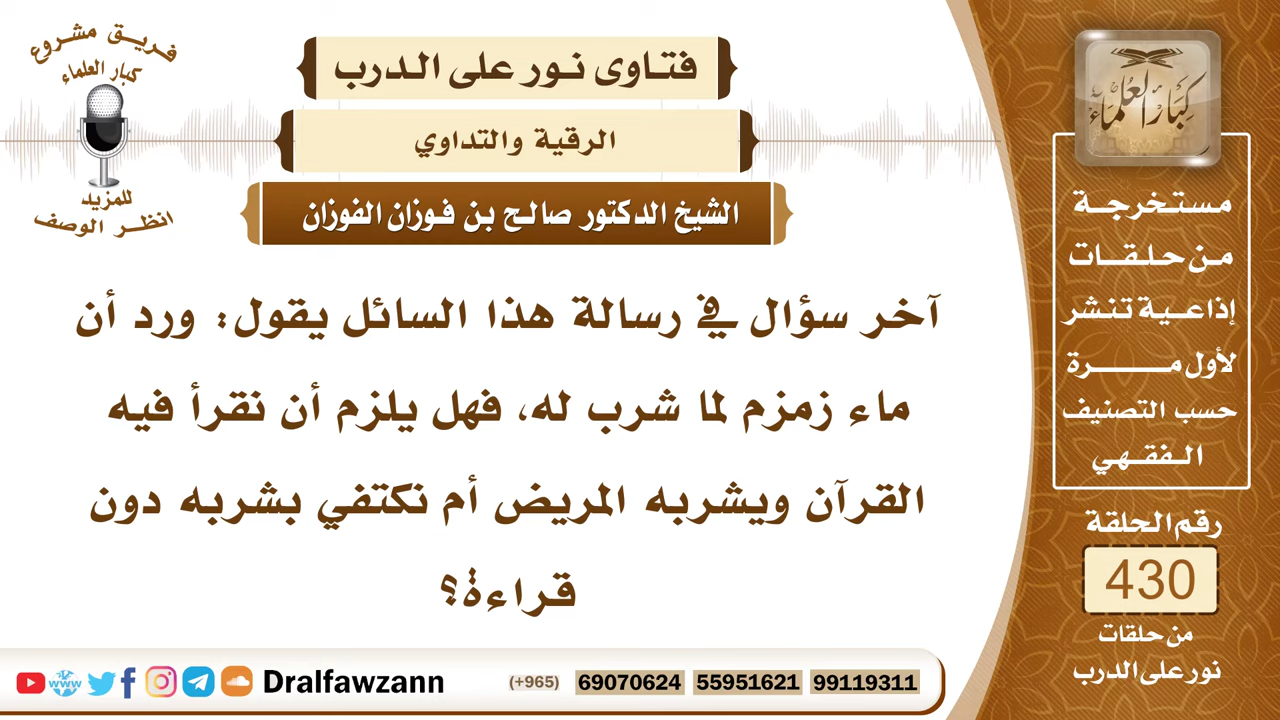 فريق مشروع
كبار العلماء
للمزيد
انظر الوصف
فتاوى نور على الدرب
الرقية والتداوي
الشيخ الدكتور صالح بن فوزان الفوزان
آخر سؤال في رسالة هذا السائل يقول: ورد أن
ماء زمزم لما شرب له، فهل يلزم أن نقرأ فيه
القرآن ويشربه المريض أم نكتفي بشربه دون
قراءة؟
كبار العلماء
مستخرجة
من حلقات
إذاعية تنشر
لأول مرة
حسب التصنيف
الفقهي
رقم الحلقة
430
من حلقات
نور على الدرب
www
Dralfawzann
(+965) 69070624 55951621 99119311